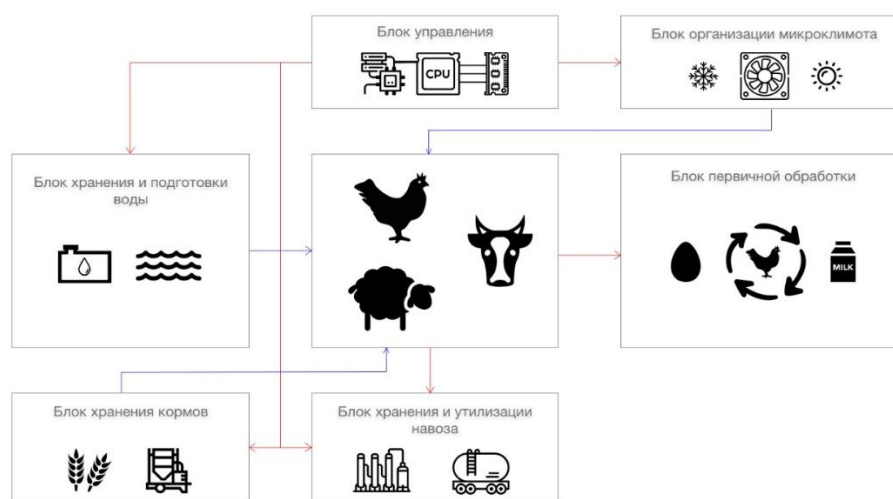 Блок управления
CPU
Блок организации микроклимота
Блок хранения и подготовки
воды
Блок первичной обработки
MILK
Блок хранения кормов
Блок хранения и утилизации
навоза